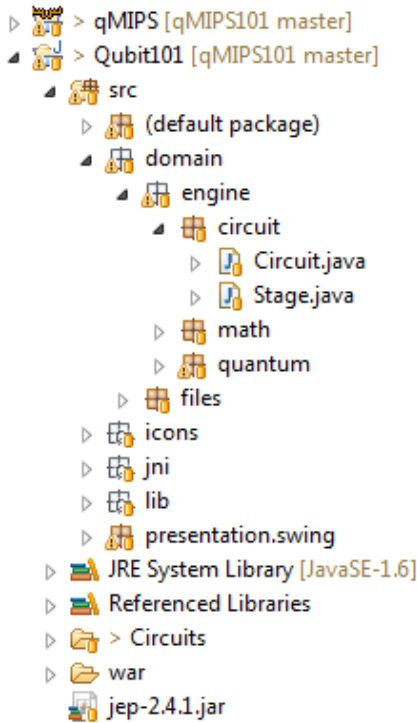 > qMIPS [qMIPS101 master]
> Qubit101 [qMIPS101 master]
src
(default package)
domain
engine
circuit
Circuit.java
Stage.java
math
quantum
files
icons
jni
lib
presentation.swing
JRE System Library [JavaSE-1.6]
Referenced Libraries
> Circuits
war
jep-2.4.1.jar